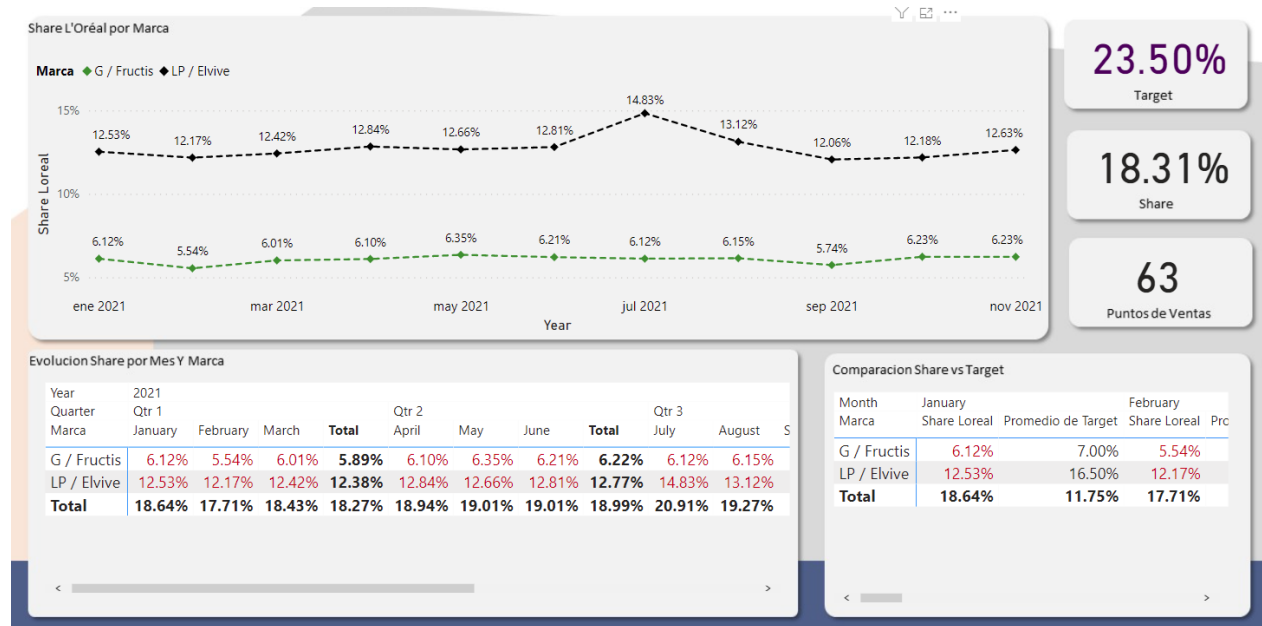 Share L'Oréal por Marca
Marca G / Fructis LP / Elvive
Share Loreal
15%
10%
5%
12.53% 12.17% 12.42% 12.84% 12.66% 12.81% 14.83% 13.12% 12.06% 12.18% 12.63%
6.12% 5.54% 6.01% 6.10% 6.35% 6.21% 6.12% 6.15% 5.74% 6.23% 6.23%
ene 2021 mar 2021 may 2021 jul 2021 sep 2021 nov 2021
Year
23.50%
Target
18.31%
Share
63
Puntos de Ventas
Evolucion Share por Mes Y Marca
Year 2021
Quarter Qtr 1 Qtr 2 Qtr 3
Marca January February March Total April May June Total July August S
G / Fructis 6.12% 5.54% 6.01% 5.89% 6.10% 6.35% 6.21% 6.22% 6.12% 6.15%
LP / Elvive 12.53% 12.17% 12.42% 12.38% 12.84% 12.66% 12.81% 12.77% 14.83% 13.12%
Total 18.64% 17.71% 18.43% 18.27% 18.94% 19.01% 19.01% 18.99% 20.91% 19.27%
Comparacion Share vs Target
Month January February
Marca Share Loreal Promedio de Target Share Loreal Pro
G / Fructis 6.12% 7.00% 5.54%
LP / Elvive 12.53% 16.50% 12.17%
Total 18.64% 11.75% 17.71%